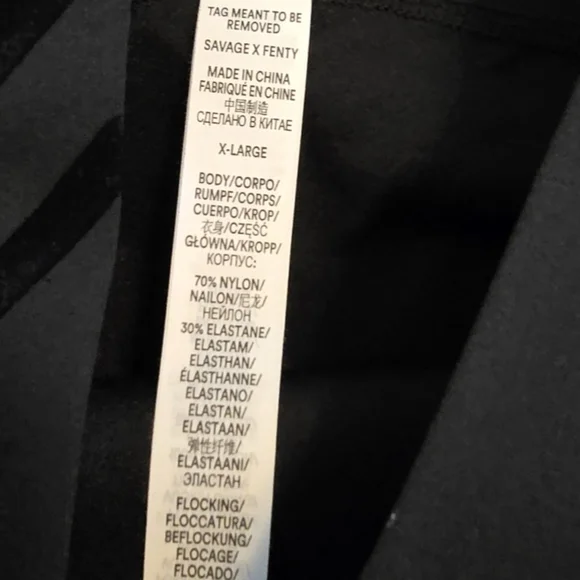 TAG MEANT TO BE
REMOVED
SAVAGE X FENTY
MADE IN CHINA
FABRIQUÉ EN CHINE
中国制造
СДЕЛАНО В КИТАЕ
X-LARGE
BODY/CORPO/
RUMPF/CORPS/
CUERPO/KROP/
衣身/CZĘŚĆ
GŁÓWNA/KROPP/
КОРПУС:
70% NYLON/
NAILON/尼龙/
НЕЙЛОН
30% ELASTANE/
ELASTAM/
ELASTHAN/
ÉLASTHANNE/
ELASTANO/
ELASTAN/
ELASTAAN/
弹性纤维/
ELASTAANI/
ЭЛАСТАН
FLOCKING/
FLOCCATURA/
BEFLOCKUNG/
FLOCAGE/
FLOCADO/